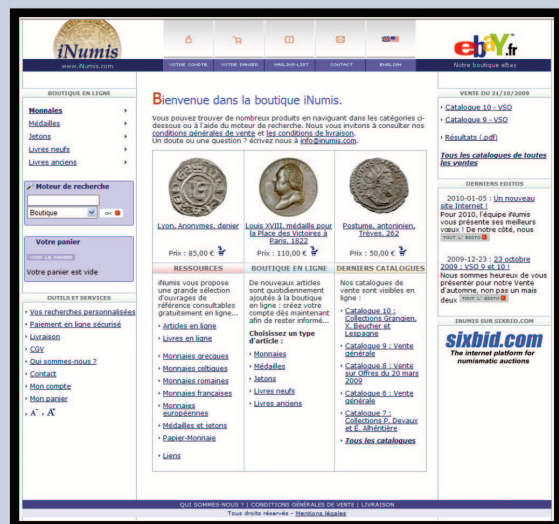 iNumis
www.iNumis.com
VOTRE COMPTE
VOTRE PANIER
MAILING-LIST
CONTACT
ENGLISH
ebaY.fr
Notre boutique eBay
BOUTIQUE EN LIGNE
Monnaies
Médailles
Jetons
Livres neufs
Livres anciens
Moteur de recherche
Boutique
OK
Votre panier
VOIR LE PANIER
Votre panier est vide
OUTILS ET SERVICES
Vos recherches personnalisées
Paiement en ligne sécurisé
Livraison
CGV
Qui sommes-nous ?
Contact
Mon compte
Mon panier
A- A+
Bienvenue dans la boutique iNumis.
Vous pouvez trouver de nombreux produits en naviguant dans les catégories ci-
dessous ou à l'aide du moteur de recherche. Nous vous invitons à consulter nos
conditions générales de vente et les conditions de livraison.
Un doute ou une question ? écrivez nous à info@inumis.com.
Lyon, Anonymes, denier
Prix : 85,00 €
Louis XVIII, médaille pour
la Place des Victoires à
Paris, 1822
Prix : 110,00 €
Postume, antoninien,
Trèves, 262
Prix : 50,00 €
RESSOURCES
iNumis vous propose
une grande sélection
d'ouvrages de
référence consultables
gratuitement en ligne...
Articles en ligne
Livres en ligne
Monnaies grecques
Monnaies celtiques
Monnaies romaines
Monnaies francaises
Monnaies
européennes
Médailles et jetons
Papier-Monnaie
Liens
BOUTIQUE EN LIGNE
De nouveaux articles
sont quotidiennement
ajoutés à la boutique
en ligne : créez votre
compte dès maintenant
afin de rester informé...
Choisissez un type
d'article :
Monnaies
Médailles
Jetons
Livres neufs
Livres anciens
DERNIERS CATALOGUES
Nos catalogues de
vente sont visibles en
ligne :
Catalogue 10 :
Collections Grangien,
X. Beucher et
Lespagne
Catalogue 9 : Vente
générale
Catalogue 8 : Vente
sur Offres du 20 mars
2009
Catalogue 6 : Vente
générale
Catalogue 7 :
Collections P. Devaux
et E. Alhéritière
Tous les catalogues
VENTE DU 21/10/2009
Catalogue 10 - VSO
Catalogue 9 - VSO
Résultats (.pdf)
Tous les catalogues de toutes
les ventes
DERNIERS EDITOS
2010-01-05 : Un nouveau
site Internet !
Pour 2010, l'équipe iNumis
vous présente ses meilleurs
vœux ! De notre côté, nous
TOUT L'EDITO
2009-12-23 : 23 octobre
2009 : VSO 9 et 10 !
Nous sommes heureux de vous
présenter pour notre Vente
d'automne, non pas un mais
deux TOUT L'EDITO
INUMIS SUR SIXBID.COM
sixbid.com
The internet platform for
numismatic auctions
QUI SOMMES-NOUS ? | CONDITIONS GÉNÉRALES DE VENTE | LIVRAISON
Tous droits réservés - Mentions légales